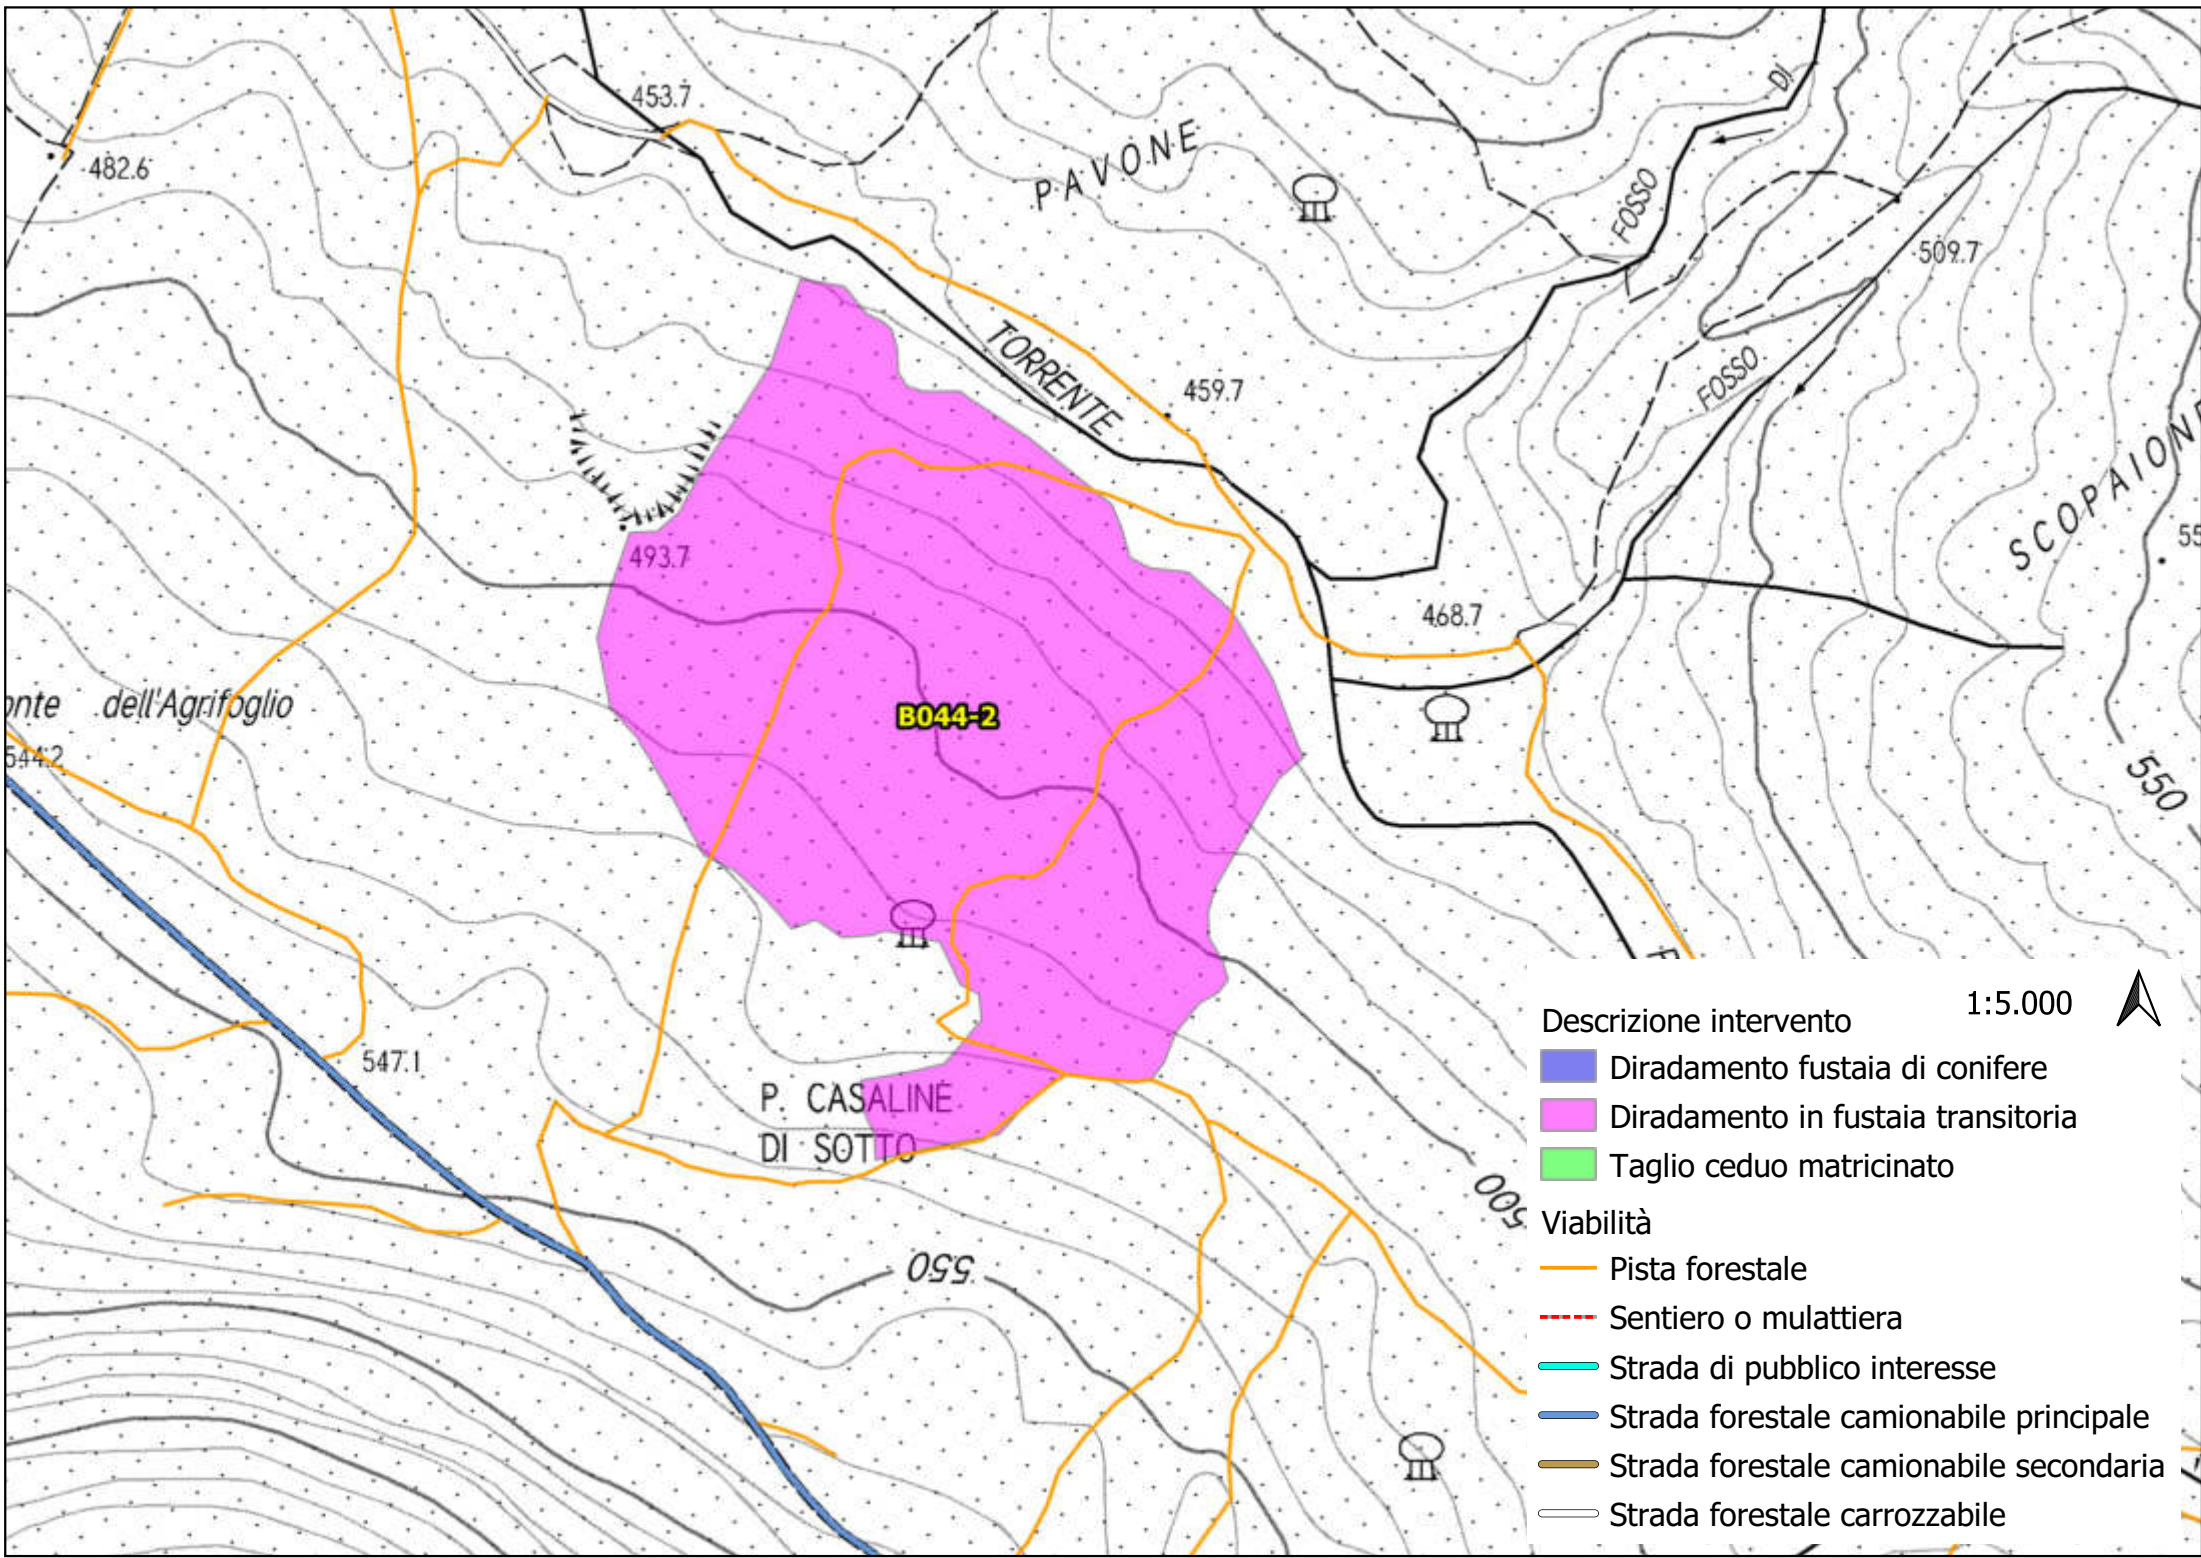 453.7
482.6
PAVONE
DI
FOSSO
509.7
TORRENTE
459.7
FOSSO
493.7
468.7
B044-2
onte dell'Agrifoglio
544.2
550
547.1
P. CASALINE
DI SOTTO
500
550
Descrizione intervento
1:5.000
Diradamento fustaia di conifere
Diradamento in fustaia transitoria
Taglio ceduo matricinato
Viabilità
Pista forestale
Sentiero o mulattiera
Strada di pubblico interesse
Strada forestale camionabile principale
Strada forestale camionabile secondaria
Strada forestale carrozzabile